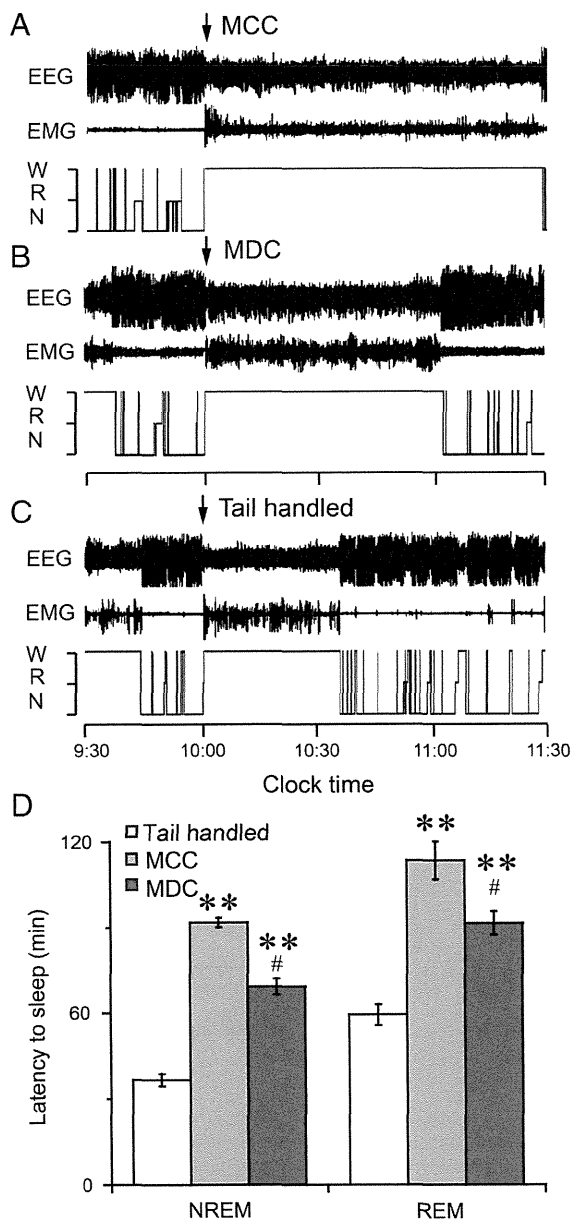 A
MCC
EEG
EMG
W
R
N
B
MDC
EEG
EMG
W
R
N
C
Tail handled
EEG
EMG
W
R
N
9:30 10:00 10:30 11:00 11:30
Clock time
D
Latency to sleep (min)
120
60
0
Tail handled
MCC
MDC
**
**
#
**
**
#
NREM REM